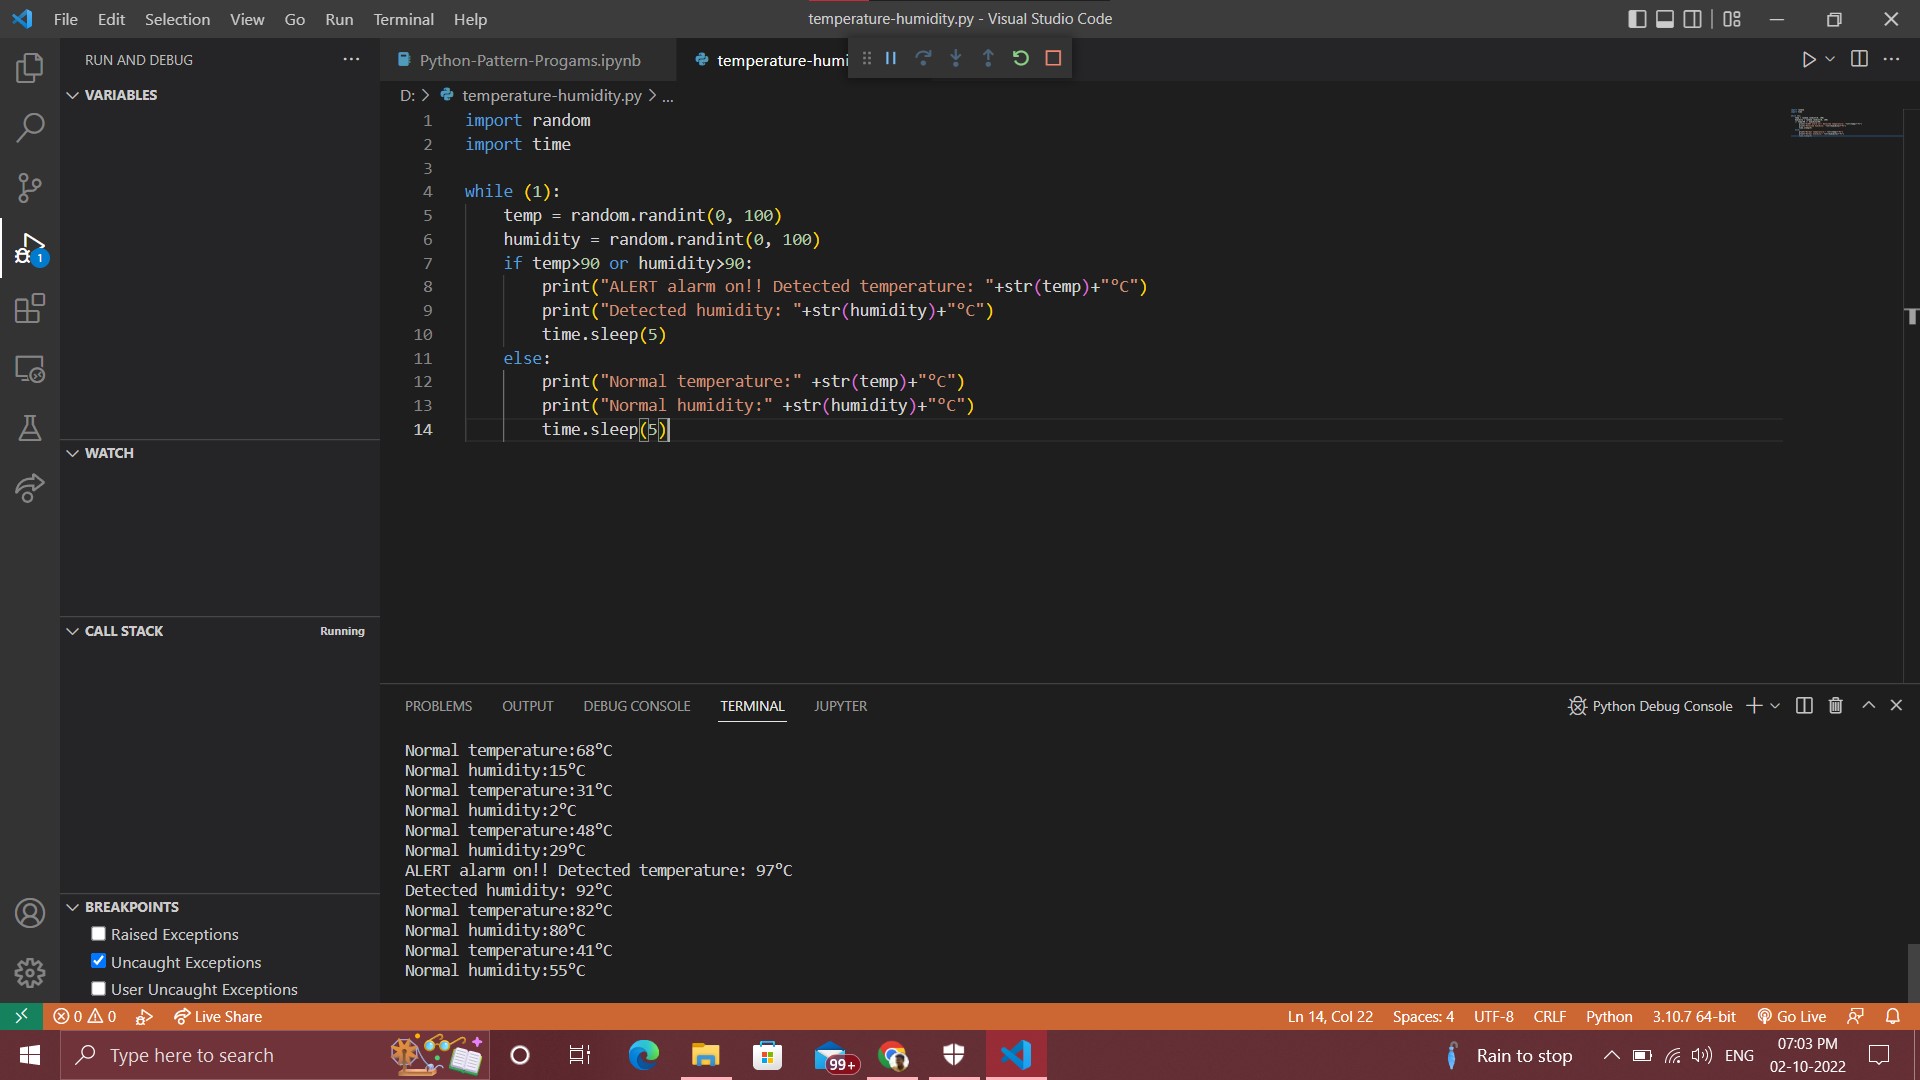 File Edit Selection View Go Run Terminal Help
temperature-humidity.py - Visual Studio Code
RUN AND DEBUG
Python-Pattern-Progams.ipynb
temperature-humi
VARIABLES
D: > temperature-humidity.py > ...
1 import random
2 import time
3
4 while (1):
5 temp = random.randint(0, 100)
6 humidity = random.randint(0, 100)
7 if temp>90 or humidity>90:
8 print("ALERT alarm on!! Detected temperature: "+str(temp)+"°C")
9 print("Detected humidity: "+str(humidity)+"°C")
10 time.sleep(5)
11 else:
12 print("Normal temperature:" +str(temp)+"°C")
13 print("Normal humidity:" +str(humidity)+"°C")
14 time.sleep(5)
WATCH
CALL STACK
Running
BREAKPOINTS
Raised Exceptions
Uncaught Exceptions
User Uncaught Exceptions
1
PROBLEMS OUTPUT DEBUG CONSOLE TERMINAL JUPYTER
Python Debug Console
Normal temperature:68°C
Normal humidity:15°C
Normal temperature:31°C
Normal humidity:2°C
Normal temperature:48°C
Normal humidity:29°C
ALERT alarm on!! Detected temperature: 97°C
Detected humidity: 92°C
Normal temperature:82°C
Normal humidity:80°C
Normal temperature:41°C
Normal humidity:55°C
0 0 Live Share
Ln 14, Col 22 Spaces: 4 UTF-8 CRLF Python 3.10.7 64-bit Go Live
Type here to search
99+
Rain to stop
ENG
07:03 PM
02-10-2022